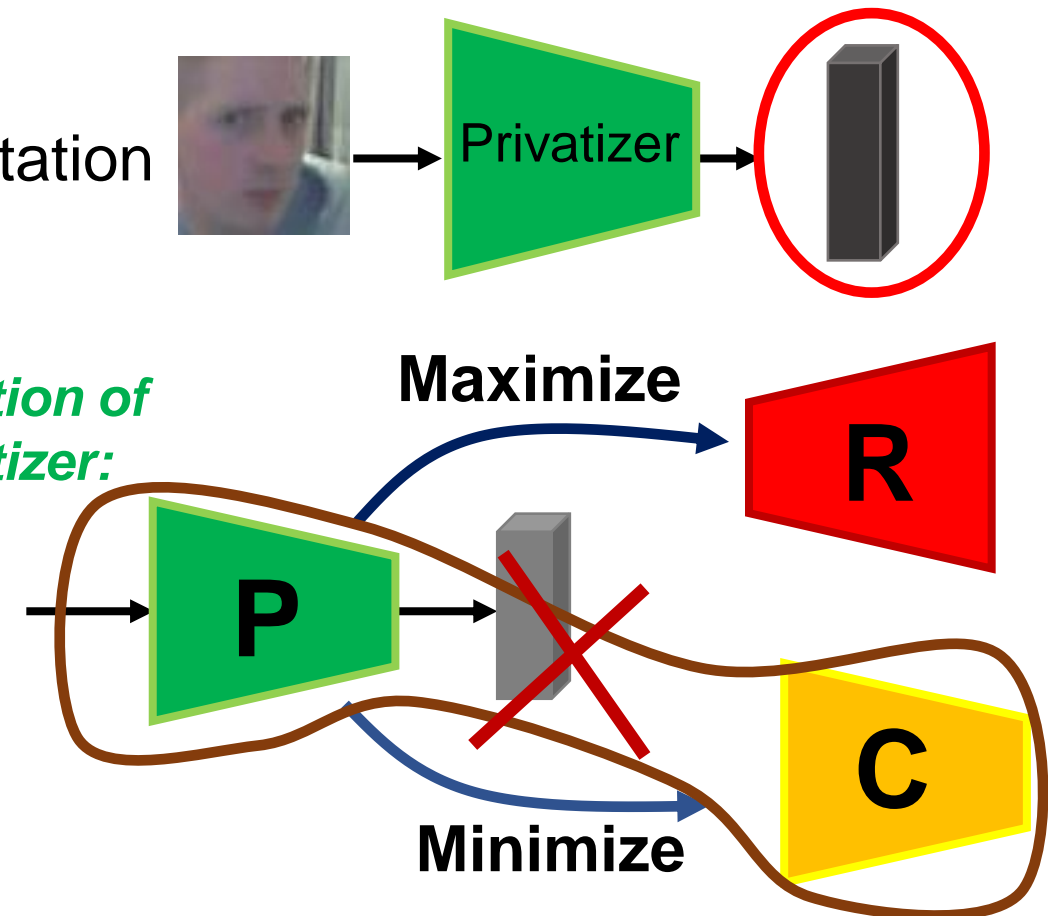 tation
Privatizer
Maximize
tion of
tizer:
R
P
C
Minimize